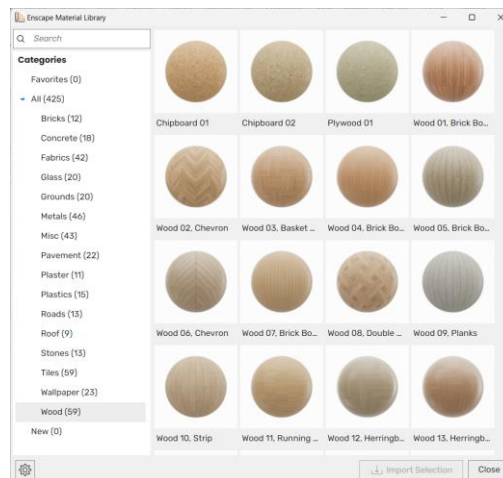 Enscape Material Library
Search
Categories
Favorites (0)
All (425)
Bricks (12)
Concrete (18)
Fabrics (42)
Glass (20)
Grounds (20)
Metals (46)
Misc (43)
Pavement (22)
Plaster (11)
Plastics (15)
Roads (13)
Roof (9)
Stones (13)
Tiles (59)
Wallpaper (23)
Wood (59)
New (0)
Chipboard 01
Chipboard 02
Plywood 01
Wood 01, Brick Bo...
Wood 02, Chevron
Wood 03, Basket ...
Wood 04, Brick Bo...
Wood 05, Brick Bo...
Wood 06, Chevron
Wood 07, Brick Bo...
Wood 08, Double ...
Wood 09, Planks
Wood 10, Strip
Wood 11, Running ...
Wood 12, Herringb...
Wood 13, Herringb...
Import Selection
Close